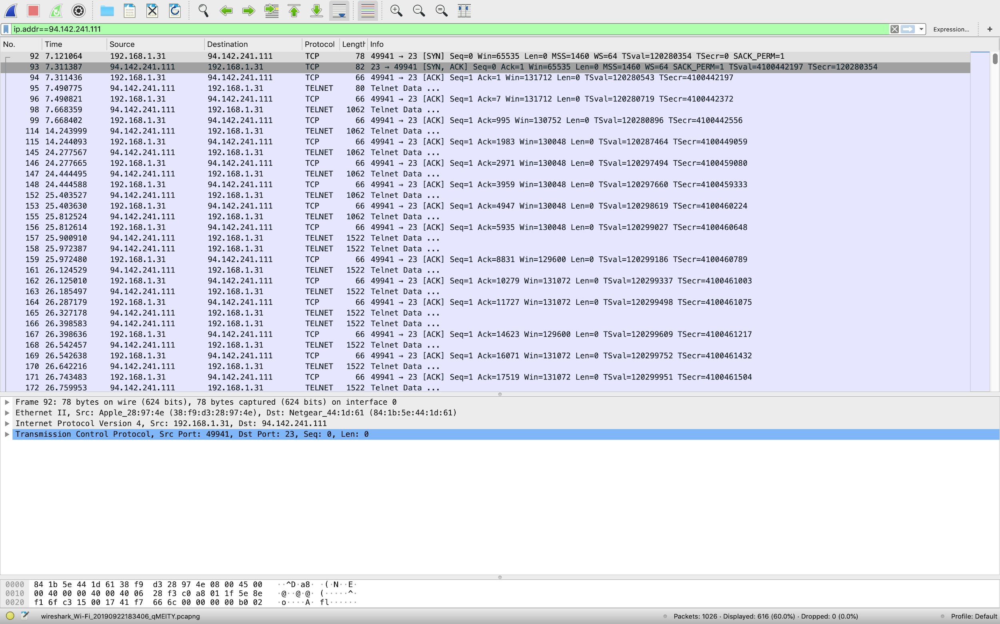 ip.addr==94.142.241.111 Expression... +
No. Time Source Destination Protocol Length Info
92 7.121064 192.168.1.31 94.142.241.111 TCP 78 49941 → 23 [SYN] Seq=0 Win=65535 Len=0 MSS=1460 WS=64 TSval=120280354 TSecr=0 SACK_PERM=1
93 7.311387 94.142.241.111 192.168.1.31 TCP 82 23 → 49941 [SYN, ACK] Seq=0 Ack=1 Win=65535 Len=0 MSS=1460 WS=64 SACK_PERM=1 TSval=4100442197 TSecr=120280354
94 7.311436 192.168.1.31 94.142.241.111 TCP 66 49941 → 23 [ACK] Seq=1 Ack=1 Win=131712 Len=0 TSval=120280543 TSecr=4100442197
95 7.490775 94.142.241.111 192.168.1.31 TELNET 80 Telnet Data ...
96 7.490821 192.168.1.31 94.142.241.111 TCP 66 49941 → 23 [ACK] Seq=1 Ack=7 Win=131712 Len=0 TSval=120280719 TSecr=4100442372
98 7.668359 94.142.241.111 192.168.1.31 TELNET 1062 Telnet Data ...
99 7.668402 192.168.1.31 94.142.241.111 TCP 66 49941 → 23 [ACK] Seq=1 Ack=995 Win=130752 Len=0 TSval=120280896 TSecr=4100442556
114 14.243999 94.142.241.111 192.168.1.31 TELNET 1062 Telnet Data ...
115 14.244093 192.168.1.31 94.142.241.111 TCP 66 49941 → 23 [ACK] Seq=1 Ack=1983 Win=130048 Len=0 TSval=120287464 TSecr=4100449059
145 24.277567 94.142.241.111 192.168.1.31 TELNET 1062 Telnet Data ...
146 24.277665 192.168.1.31 94.142.241.111 TCP 66 49941 → 23 [ACK] Seq=1 Ack=2971 Win=130048 Len=0 TSval=120297494 TSecr=4100459080
147 24.444495 94.142.241.111 192.168.1.31 TELNET 1062 Telnet Data ...
148 24.444588 192.168.1.31 94.142.241.111 TCP 66 49941 → 23 [ACK] Seq=1 Ack=3959 Win=130048 Len=0 TSval=120297660 TSecr=4100459333
152 25.403527 94.142.241.111 192.168.1.31 TELNET 1062 Telnet Data ...
153 25.403630 192.168.1.31 94.142.241.111 TCP 66 49941 → 23 [ACK] Seq=1 Ack=4947 Win=130048 Len=0 TSval=120298619 TSecr=4100460224
155 25.812524 94.142.241.111 192.168.1.31 TELNET 1062 Telnet Data ...
156 25.812614 192.168.1.31 94.142.241.111 TCP 66 49941 → 23 [ACK] Seq=1 Ack=5935 Win=130048 Len=0 TSval=120299027 TSecr=4100460648
157 25.900910 94.142.241.111 192.168.1.31 TELNET 1522 Telnet Data ...
158 25.972387 94.142.241.111 192.168.1.31 TELNET 1522 Telnet Data ...
159 25.972480 192.168.1.31 94.142.241.111 TCP 66 49941 → 23 [ACK] Seq=1 Ack=8831 Win=129600 Len=0 TSval=120299186 TSecr=4100460789
161 26.124529 94.142.241.111 192.168.1.31 TELNET 1522 Telnet Data ...
162 26.125010 192.168.1.31 94.142.241.111 TCP 66 49941 → 23 [ACK] Seq=1 Ack=10279 Win=131072 Len=0 TSval=120299337 TSecr=4100461003
163 26.185497 94.142.241.111 192.168.1.31 TELNET 1522 Telnet Data ...
164 26.287179 192.168.1.31 94.142.241.111 TCP 66 49941 → 23 [ACK] Seq=1 Ack=11727 Win=131072 Len=0 TSval=120299498 TSecr=4100461075
165 26.327178 94.142.241.111 192.168.1.31 TELNET 1522 Telnet Data ...
166 26.398583 94.142.241.111 192.168.1.31 TELNET 1522 Telnet Data ...
167 26.398636 192.168.1.31 94.142.241.111 TCP 66 49941 → 23 [ACK] Seq=1 Ack=14623 Win=129600 Len=0 TSval=120299609 TSecr=4100461217
168 26.542457 94.142.241.111 192.168.1.31 TELNET 1522 Telnet Data ...
169 26.542638 192.168.1.31 94.142.241.111 TCP 66 49941 → 23 [ACK] Seq=1 Ack=16071 Win=131072 Len=0 TSval=120299752 TSecr=4100461432
170 26.642216 94.142.241.111 192.168.1.31 TELNET 1522 Telnet Data ...
171 26.743483 192.168.1.31 94.142.241.111 TCP 66 49941 → 23 [ACK] Seq=1 Ack=17519 Win=131072 Len=0 TSval=120299951 TSecr=4100461504
172 26.759953 94.142.241.111 192.168.1.31 TELNET 1522 Telnet Data ...
Frame 92: 78 bytes on wire (624 bits), 78 bytes captured (624 bits) on interface 0
Ethernet II, Src: Apple_28:97:4e (38:f9:d3:28:97:4e), Dst: Netgear_44:1d:61 (84:1b:5e:44:1d:61)
Internet Protocol Version 4, Src: 192.168.1.31, Dst: 94.142.241.111
Transmission Control Protocol, Src Port: 49941, Dst Port: 23, Seq: 0, Len: 0
0000 84 1b 5e 44 1d 61 38 f9 d3 28 97 4e 08 00 45 00 ··^D·a8· ·(·N··E·
0010 00 40 00 00 40 00 40 06 28 f3 c0 a8 01 1f 5e 8e ·@··@·@· (·····^·
0020 f1 6f c3 15 00 17 41 f7 66 6c 00 00 00 00 b0 02 ·o····A· fl······
wireshark_Wi-Fi_20190922183406_qMEITY.pcapng Packets: 1026 · Displayed: 616 (60.0%) · Dropped: 0 (0.0%) Profile: Default